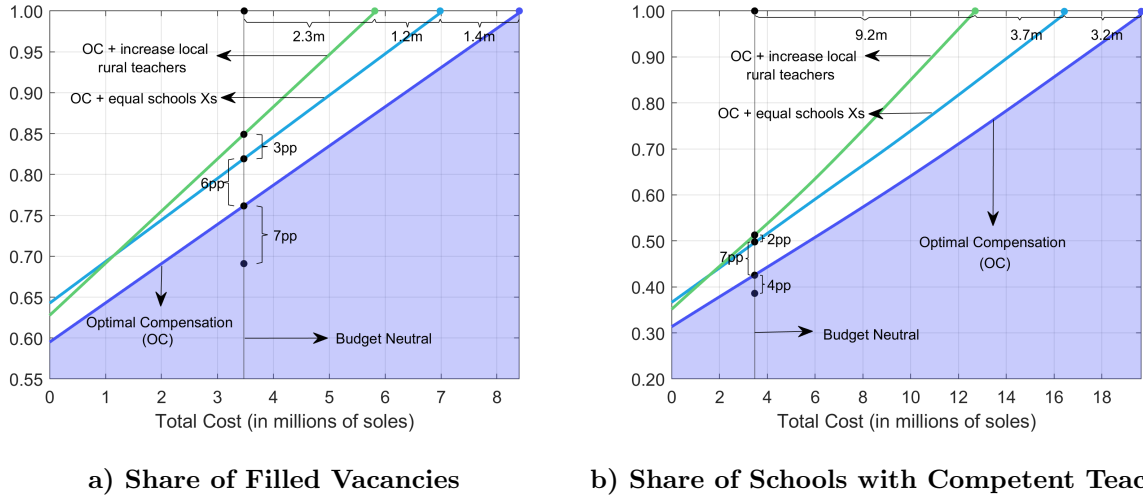 1.00
0.95
0.90
0.85
0.80
0.75
0.70
0.65
0.60
0.55
0
1
2
3
4
5
6
7
8
2.3m
1.2m
1.4m
OC + increase local
rural teachers
OC + equal schools Xs
3pp
6pp
7pp
Optimal Compensation
(OC)
Budget Neutral
Total Cost (in millions of soles)
a) Share of Filled Vacancies
1.00
0.90
0.80
0.70
0.60
0.50
0.40
0.30
0.20
0
2
4
6
8
10
12
14
16
18
9.2m
3.7m
3.2m
OC + increase local
rural teachers
OC + equal schools Xs
2pp
7pp
4pp
Optimal Compensation
(OC)
Budget Neutral
Total Cost (in millions of soles)
b) Share of Schools with Competent Teac